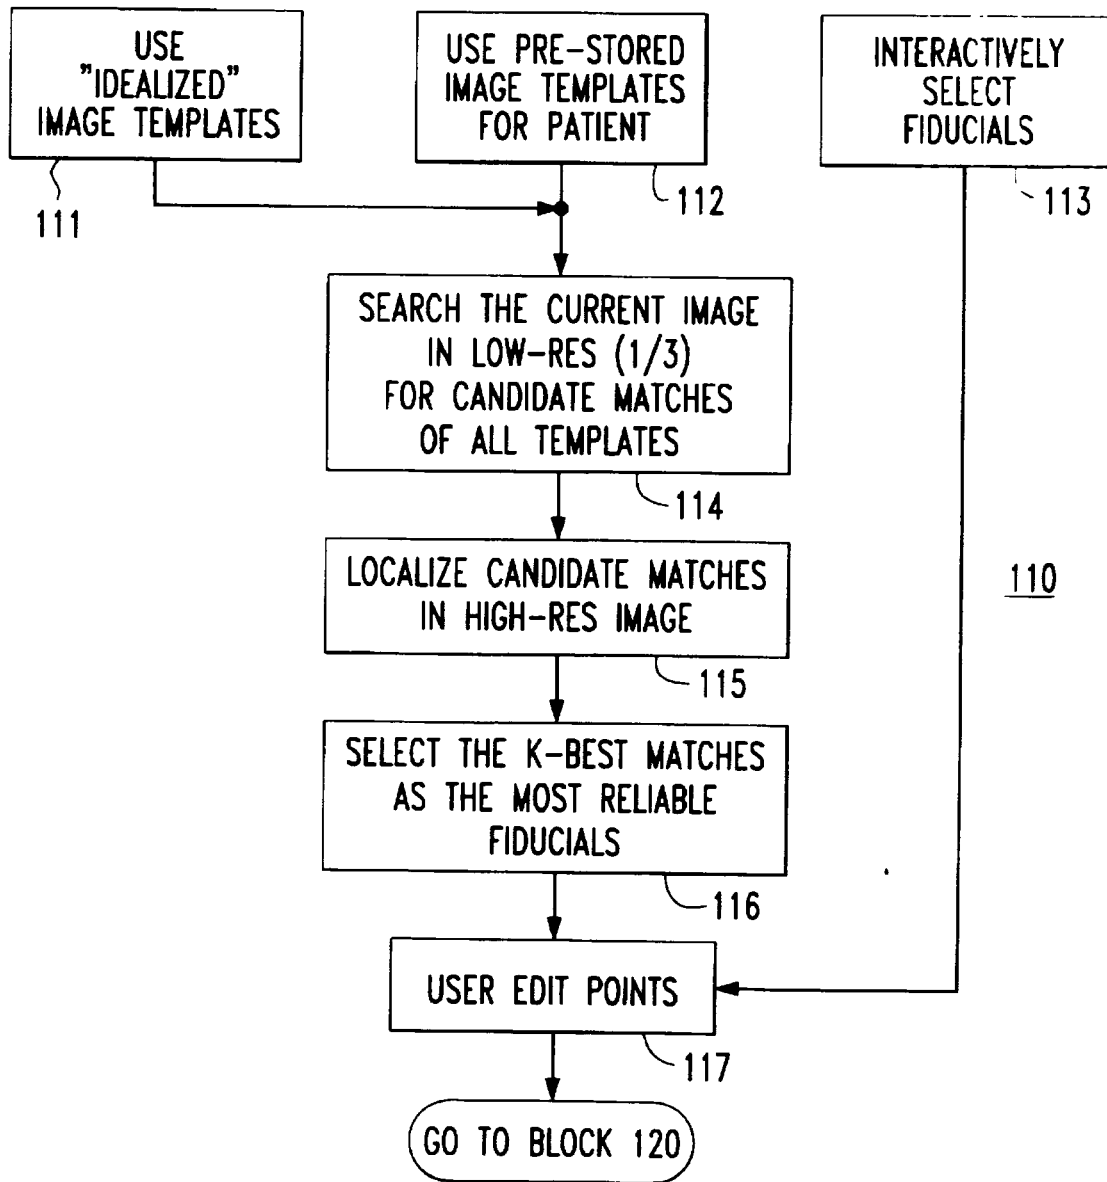 USE
"IDEALIZED"
IMAGE TEMPLATES
111
USE PRE-STORED
IMAGE TEMPLATES
FOR PATIENT
112
INTERACTIVELY
SELECT
FIDUCIALS
113
SEARCH THE CURRENT IMAGE
IN LOW-RES (1/3)
FOR CANDIDATE MATCHES
OF ALL TEMPLATES
114
LOCALIZE CANDIDATE MATCHES
IN HIGH-RES IMAGE
115
110
SELECT THE K-BEST MATCHES
AS THE MOST RELIABLE
FIDUCIALS
116
USER EDIT POINTS
117
GO TO BLOCK 120